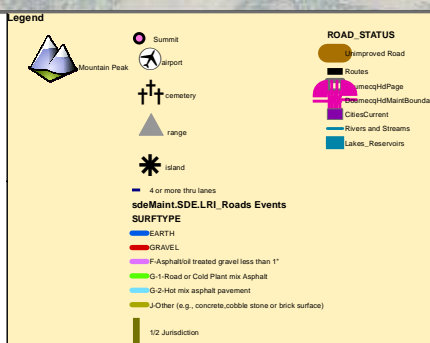 Legend
Mountain Peak
Summit
airport
cemetery
range
island
4 or more thru lanes
sdeMaint.SDE.LRI_Roads Events
SURFTYPE
EARTH
GRAVEL
F-Asphalt/oil treated gravel less than 1"
G-1-Road or Cold Plant mix Asphalt
G-2-Hot mix asphalt pavement
J-Other (e.g., concrete,cobble stone or brick surface)
1/2 Jurisdiction
ROAD_STATUS
Unimproved Road
Routes
CitiesCurrent
Rivers and Streams
Lakes_Reservoirs